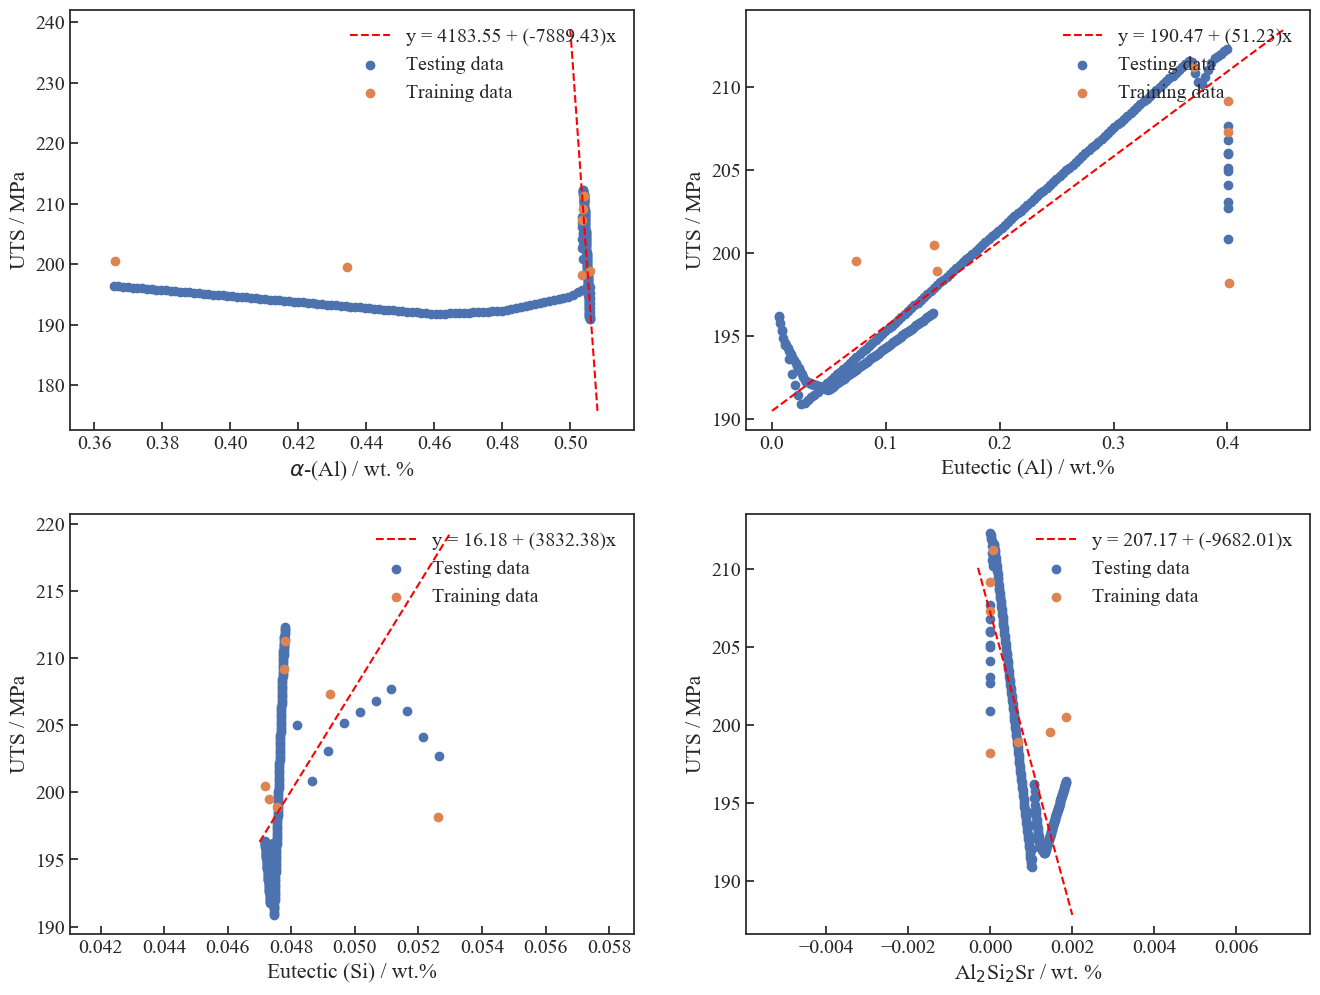 240
230
220
210
200
190
180
UTS / MPa
y = 4183.55 + (-7889.43)x
Testing data
Training data
0.36 0.38 0.40 0.42 0.44 0.46 0.48 0.50
α-(Al) / wt. %
210
205
200
195
190
UTS / MPa
y = 190.47 + (51.23)x
Testing data
Training data
0.0 0.1 0.2 0.3 0.4
Eutectic (Al) / wt.%
220
215
210
205
200
195
190
UTS / MPa
y = 16.18 + (3832.38)x
Testing data
Training data
0.042 0.044 0.046 0.048 0.050 0.052 0.054 0.056 0.058
Eutectic (Si) / wt.%
210
205
200
195
190
UTS / MPa
y = 207.17 + (-9682.01)x
Testing data
Training data
−0.004 −0.002 0.000 0.002 0.004 0.006
Al₂Si₂Sr / wt. %